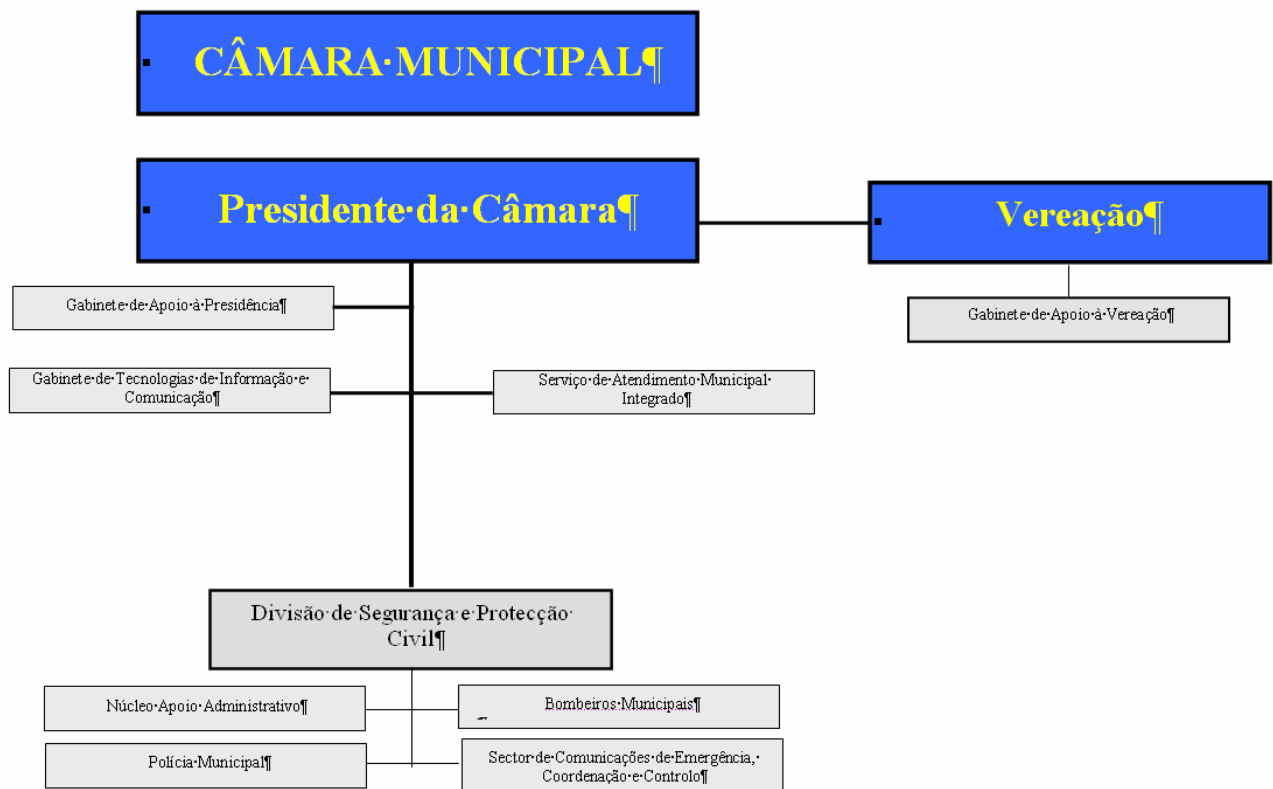 CÂMARA·MUNICIPAL¶
Presidente·da·Câmara¶
Vereação¶
Gabinete·de·Apoio·à·Presidência¶
Gabinete·de·Apoio·à·Vereação¶
Gabinete·de·Tecnologias·de·Informação·e·
Comunicação¶
Serviço·de·Atendimento·Municipal·
Integrado¶
Divisão·de·Segurança·e·Protecção·
Civil¶
Núcleo·Apoio·Administrativo¶
Bombeiros·Municipais¶
¶
Polícia·Municipal¶
Sector·de·Comunicações·de·Emergência,·
Coordenação·e·Controlo¶